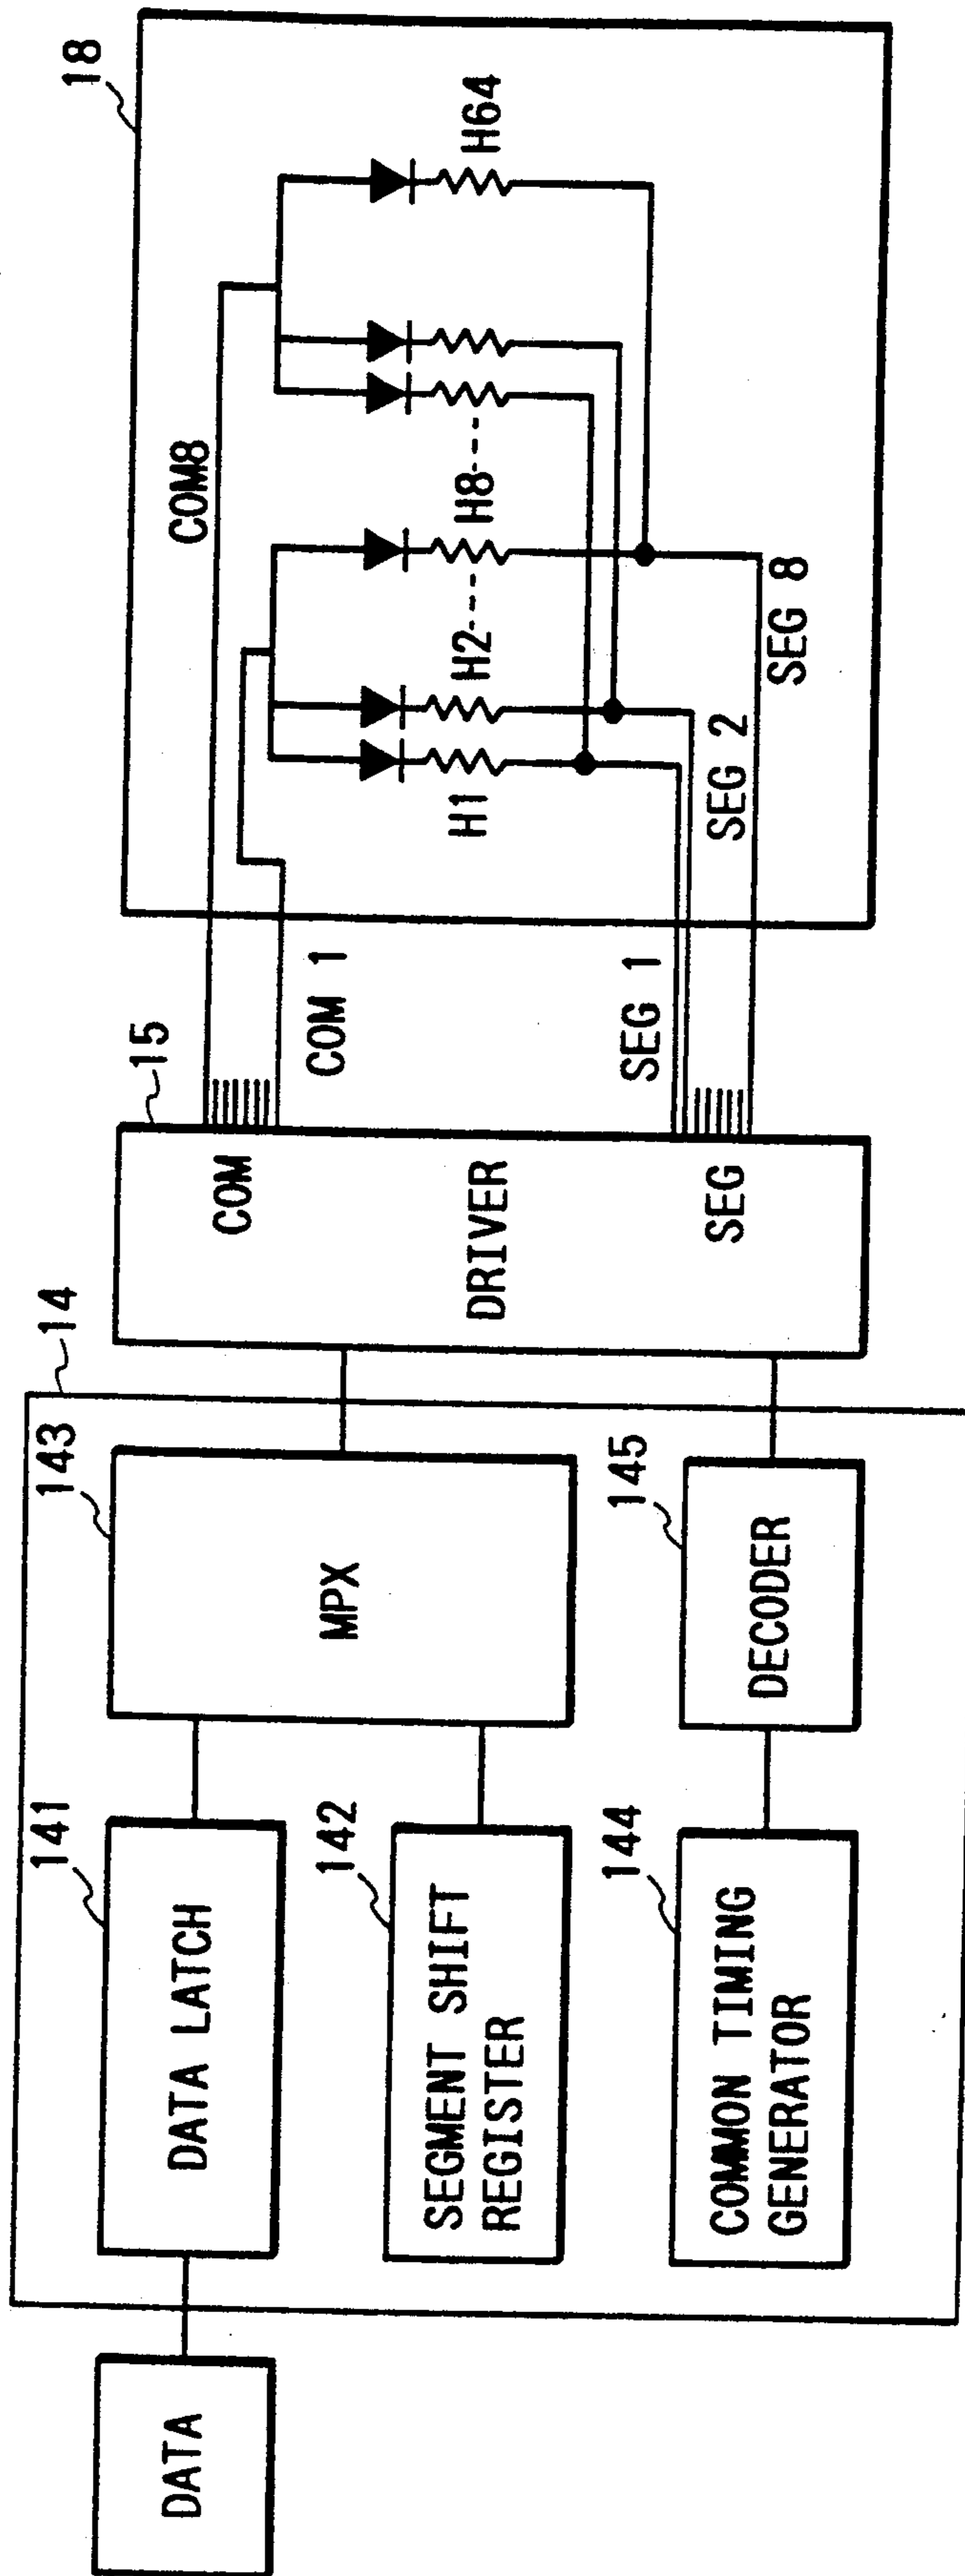 DATA
14
141
DATA LATCH
142
SEGMENT SHIFT
REGISTER
143
MPX
144
COMMON TIMING
GENERATOR
145
DECODER
15
COM
DRIVER
SEG
COM 1
SEG 1
18
COM8
H1
H2----
H8----
H64
SEG 2
SEG 8